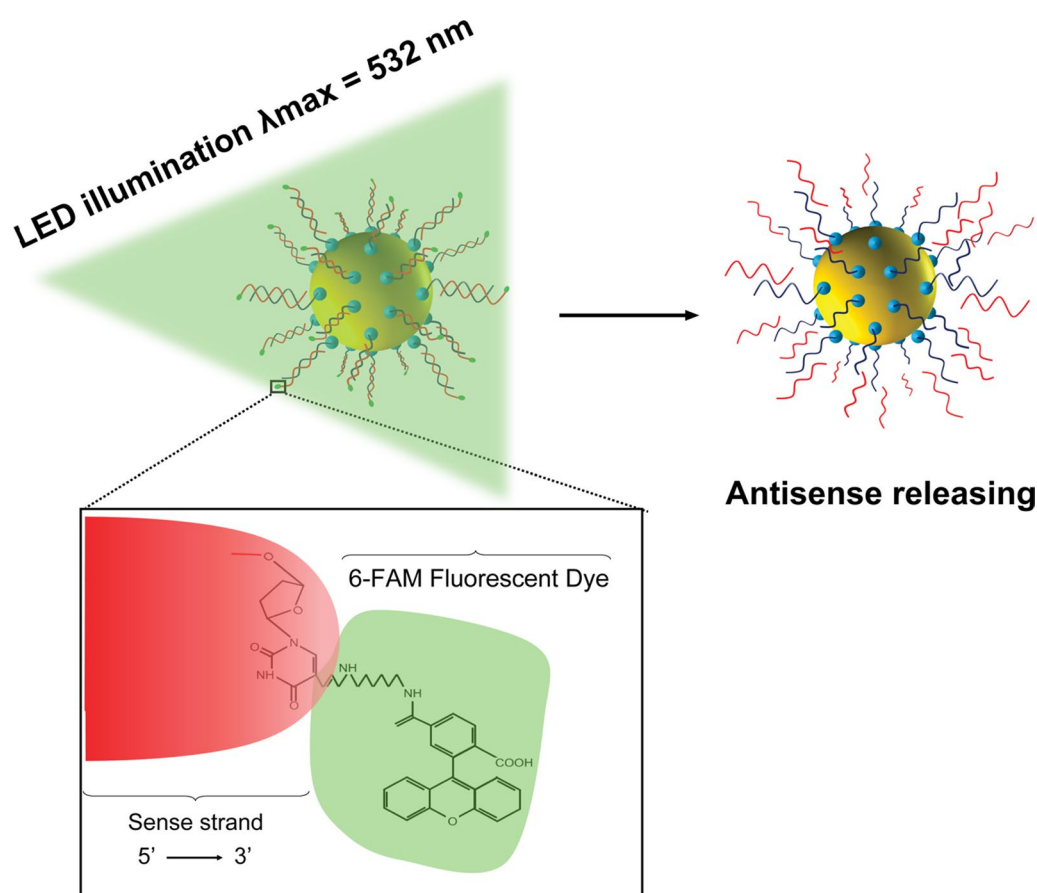 LED illumination λmax = 532 nm
Antisense releasing
6-FAM Fluorescent Dye
O
O
N
O
NH
O
NH
NH
COOH
O
Sense strand
5’ ⟶ 3’